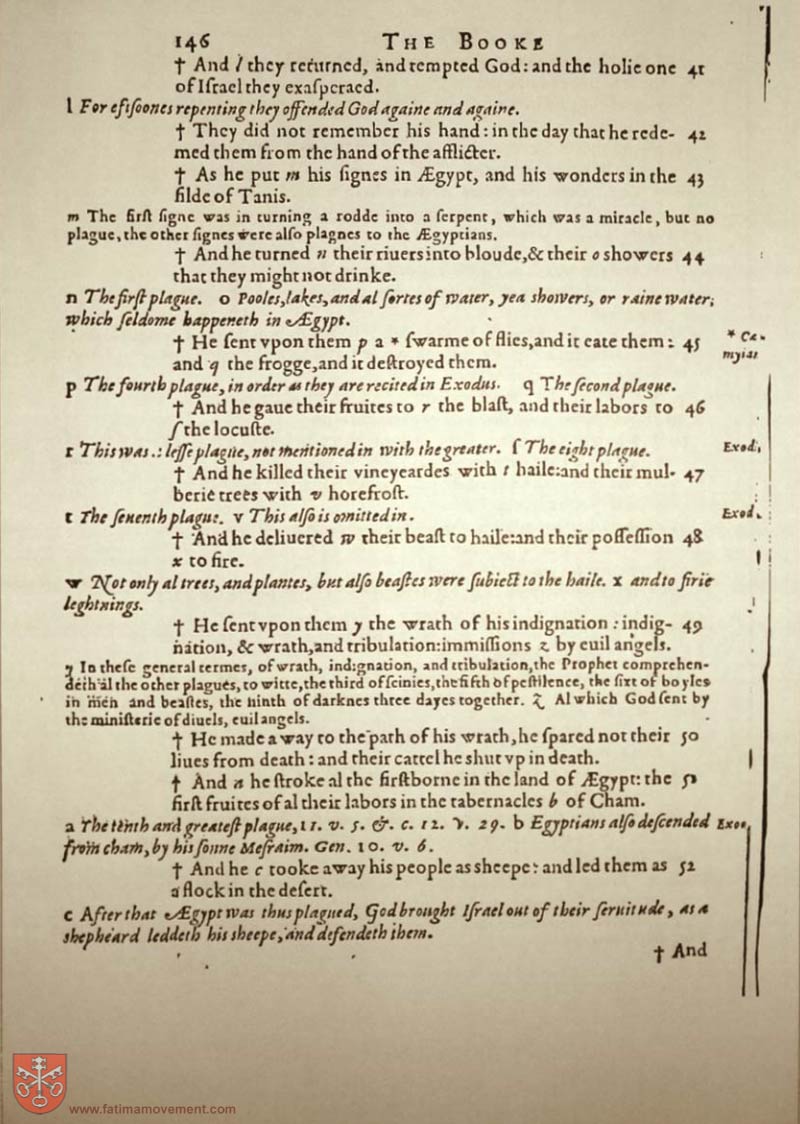 146 THE BOOKE
† And l they returned, and tempted God: and the holie one 41
of Iſrael they exaſperaed.
l For eftſoones repenting they offended God againe and againe.
† They did not remember his hand: in the day that he rede- 42
med them from the hand of the afflicter.
† As he put m his ſignes in Ægypt, and his wonders in the 43
filde of Tanis.
m The firſt ſigne was in turning a rodde into a ſerpent, which was a miracle, but no
plague, the other ſignes were alſo plagnes to the Ægyptians.
† And he turned n their riuers into bloude, & their o showers 44
that they might not drinke.
n The firſt plague. o Pooles, lakes, and al ſortes of water, yea showers, or raine water;
which ſeldome happeneth in Ægypt.
† He ſent vpon them p a * ſwarme of flies, and it eate them: 45 * Ca-
and q the frogge, and it deſtroyed them. myiai
p The fourth plague, in order as they are recited in Exodus. q The ſecond plague.
† And he gaue their fruites to r the blaſt, and their labors to 46
ſ the locuſte.
r This was .: leſſe plague, not mentioned in with the greater. ſ The eight plague. Exod,
† And he killed their vineyeardes with t haile: and their mul- 47
berie trees with v horefroſt.
t The ſeuenth plague. v This alſo is omitted in. Exod.
† And he deliuered w their beaſt to haile: and their poſſeſſion 48
x to fire.
w Not only al trees, and plantes, but alſo beaſtes were ſubiect to the haile. x and to firie
leghtnings.
† He ſent vpon them y the wrath of his indignation: indig- 49
nation, & wrath, and tribulation: immiſſions z by euil angels.
y In theſe general termes, of wrath, indignation, and tribulation, the Prophet comprehen-
deth al the other plagues, to witte, the third of ſcinies, the fifth of peſtilence, the ſixt of boyles
in men and beaſtes, the ninth of darknes three dayes together. z Al which God ſent by
the miniſterie of diuels, euil angels.
† He made a way to the path of his wrath, he ſpared not their 50
liues from death: and their cattel he shut vp in death.
† And a he ſtroke al the firſtborne in the land of Ægypt: the 51
firſt fruites of al their labors in the tabernacles b of Cham.
a The tenth and greateſt plague, 11. v. 5. &. c. 12. v. 29. b Egyptians alſo deſcended Exod,
from cham, by his ſonne Meſraim. Gen. 10. v. 6.
† And he c tooke away his people as sheepe: and led them as 52
a flock in the deſert.
c After that Ægypt was thus plagued, God brought Iſrael out of their ſeruitude, as a
shepheard leddeth his sheepe, and defendeth them.
† And
www.fatimamovement.com